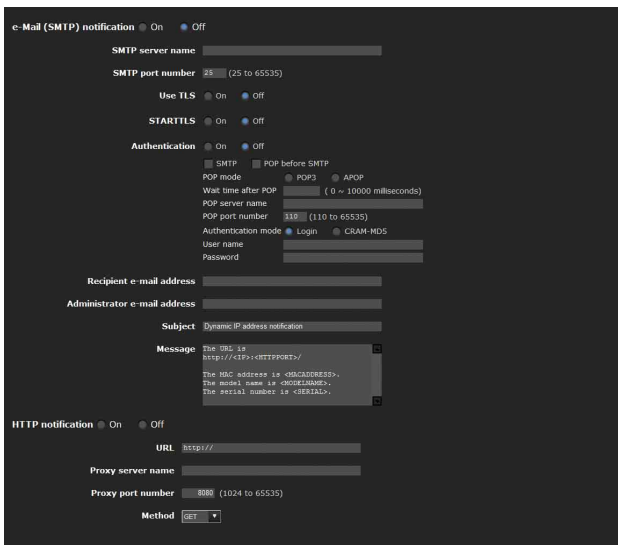 e-Mail (SMTP) notification On Off
SMTP server name
SMTP port number 25 (25 to 65535)
Use TLS On Off
STARTTLS On Off
Authentication On Off
SMTP POP before SMTP
POP mode POP3 APOP
Wait time after POP ( 0 ~ 10000 milliseconds)
POP server name
POP port number 110 (110 to 65535)
Authentication mode Login CRAM-MD5
User name
Password
Recipient e-mail address
Administrator e-mail address
Subject Dynamic IP address notification
Message The URL is
http://<IP>:<HTTPPORT>/
The MAC address is <MACADDRESS>.
The model name is <MODELNAME>.
The serial number is <SERIAL>.
HTTP notification On Off
URL http://
Proxy server name
Proxy port number 8080 (1024 to 65535)
Method GET